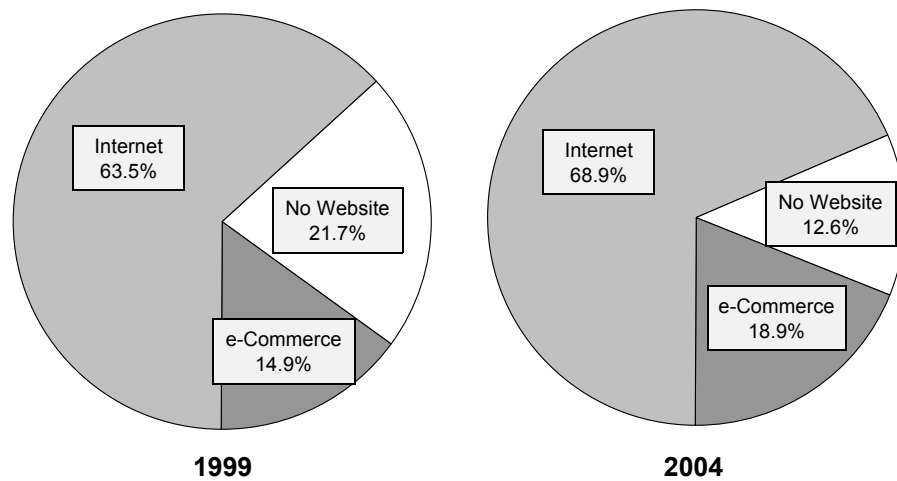 Internet
63.5%
No Website
21.7%
e-Commerce
14.9%
1999
Internet
68.9%
No Website
12.6%
e-Commerce
18.9%
2004